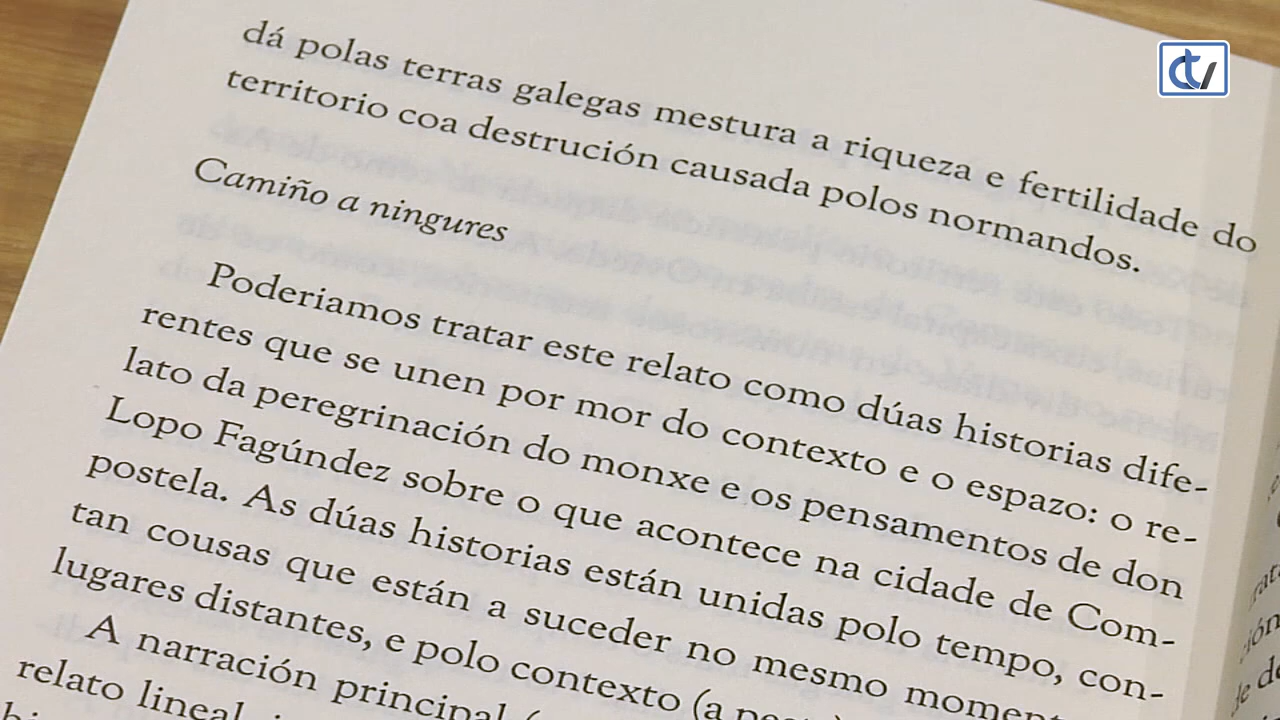 dá polas terras galegas mestura a riqueza e fertilidade do
territorio coa destrución causada polos normandos.
Camiño a ningures
Poderiamos tratar este relato como dúas historias dife-
rentes que se unen por mor do contexto e o espazo: o re-
lato da peregrinación do monxe e os pensamentos de don
Lopo Fagúndez sobre o que acontece na cidade de Com-
postela. As dúas historias están unidas polo tempo, con-
tan cousas que están a suceder no mesmo
lugares distantes, e polo contexto (a
A narración principal
relato lineal